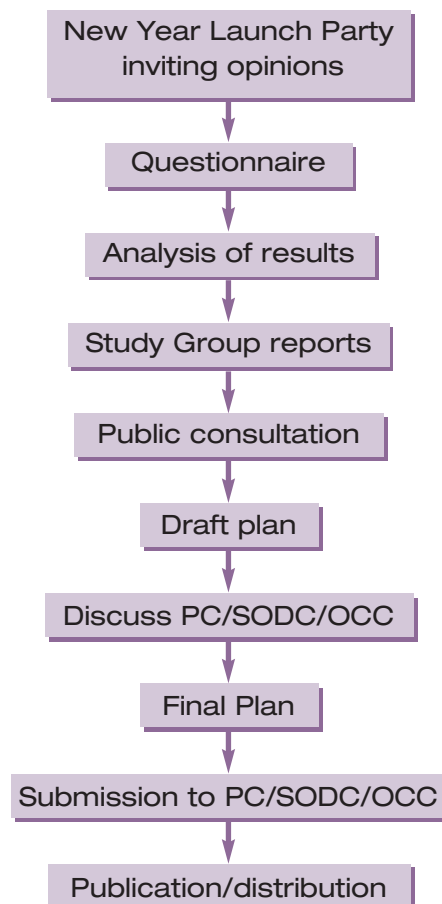 New Year Launch Party
inviting opinions
Questionnaire
Analysis of results
Study Group reports
Public consultation
Draft plan
Discuss PC/SODC/OCC
Final Plan
Submission to PC/SODC/OCC
Publication/distribution